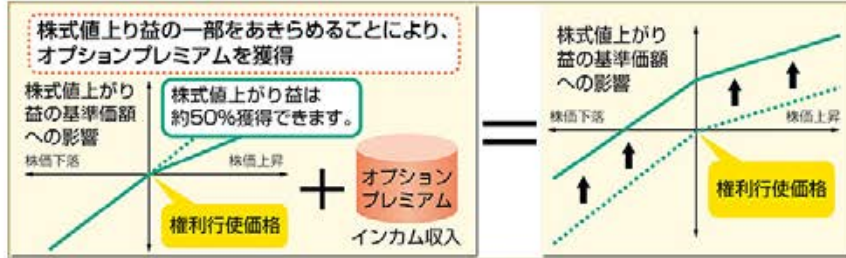 株式値上り益の一部をあきらめることにより、
オプションプレミアムを獲得
株式値上がり
益の基準価額
への影響
株式値上がり益は
約50%獲得できます。
株価下落
株価上昇
権利行使価格
+
オプション
プレミアム
インカム収入
=
株式値上がり
益の基準価額
への影響
株価下落
株価上昇
権利行使価格